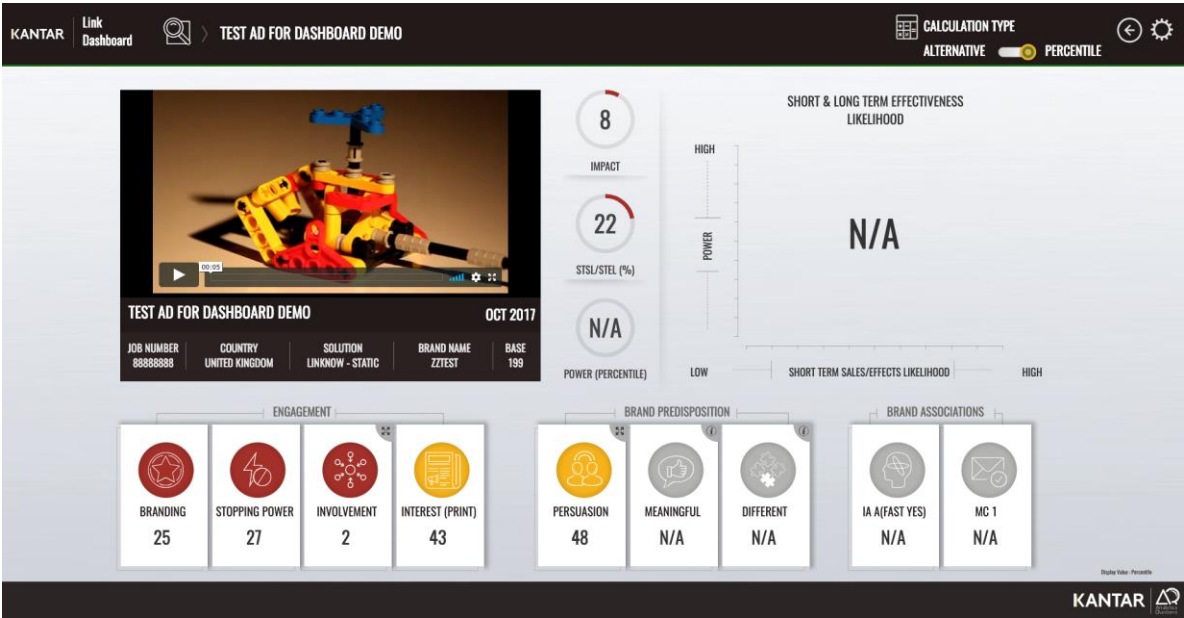 KANTAR
Link
Dashboard
TEST AD FOR DASHBOARD DEMO
CALCULATION TYPE
ALTERNATIVE
PERCENTILE
8
IMPACT
22
STSL/STEL (%)
N/A
POWER (PERCENTILE)
00:05
TEST AD FOR DASHBOARD DEMO
OCT 2017
JOB NUMBER
88888888
COUNTRY
UNITED KINGDOM
SOLUTION
LINKNOW - STATIC
BRAND NAME
ZZTEST
BASE
199
SHORT & LONG TERM EFFECTIVENESS
LIKELIHOOD
HIGH
POWER
N/A
LOW
SHORT TERM SALES/EFFECTS LIKELIHOOD
HIGH
ENGAGEMENT
BRANDING
25
STOPPING POWER
27
INVOLVEMENT
2
INTEREST (PRINT)
43
BRAND PREDISPOSITION
PERSUASION
48
MEANINGFUL
N/A
DIFFERENT
N/A
BRAND ASSOCIATIONS
IA A(FAST YES)
N/A
MC 1
N/A
Display Value - Percentile
KANTAR